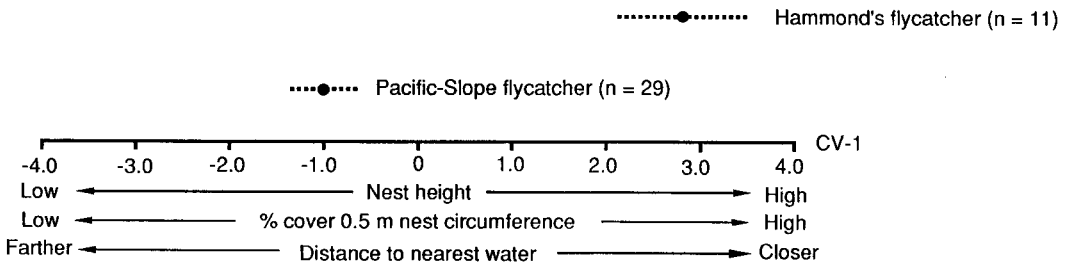 Hammond's flycatcher (n = 11)
Pacific-Slope flycatcher (n = 29)
CV-1
-4.0 -3.0 -2.0 -1.0 0 1.0 2.0 3.0 4.0
Low Nest height High
Low % cover 0.5 m nest circumference High
Farther Distance to nearest water Closer